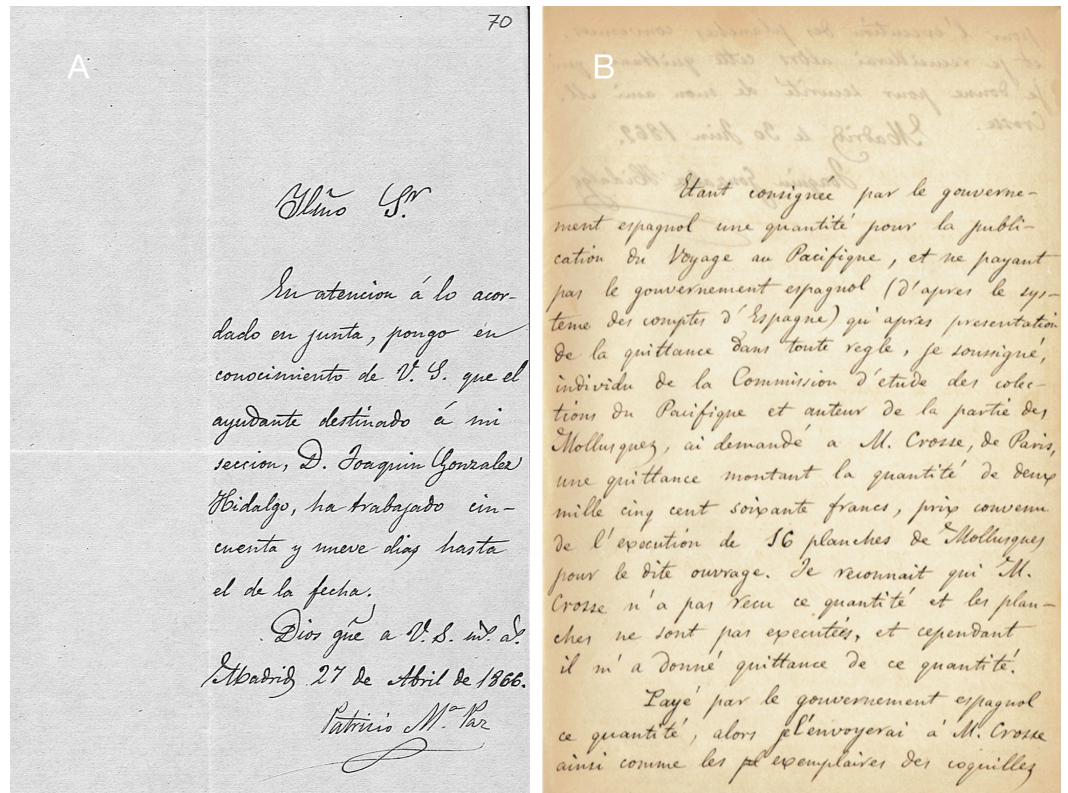 70
A
Ilmo Sr.
En atencion á lo acor-
dado en junta, pongo en
conocimiento de V. S. que el
ayudante destinado á mi
seccion, D. Joaquin Gonzalez
Hidalgo, ha trabajado cin-
cuenta y nueve dias hasta
el de la fecha.
Dios gue a V. S. ms. as.
Madrid 27 de Abril de 1866.
Patricio Ma Paz
B
Etant consignée par le gouverne-
ment espagnol une quantité pour la publi-
cation du Voyage au Pacifique, et ne payant
pas le gouvernement espagnol (d'apres le sys-
teme des comptes d'Espagne) qu'apres presentation
de la quittance dans toute regle, je soussigné,
individu de la Commission d'etude des colec-
tions du Pacifique et auteur de la partie des
Mollusques, ai demandé a M. Crosse, de Paris,
une quittance montant la quantité de deux
mille cinq cent soixante francs, prix convenu
de l'execution de 16 planches de Mollusques
pour le dite ouvrage. Je reconnait qui M.
Crosse n'a pas recu ce quantité et les plan-
ches ne sont pas executées, et cependant
il m'a donné quittance de ce quantité.
Payé par le gouvernement espagnol
ce quantité, alors je l'envoyerai à M. Crosse
ainsi comme les exemplaires des coquilles